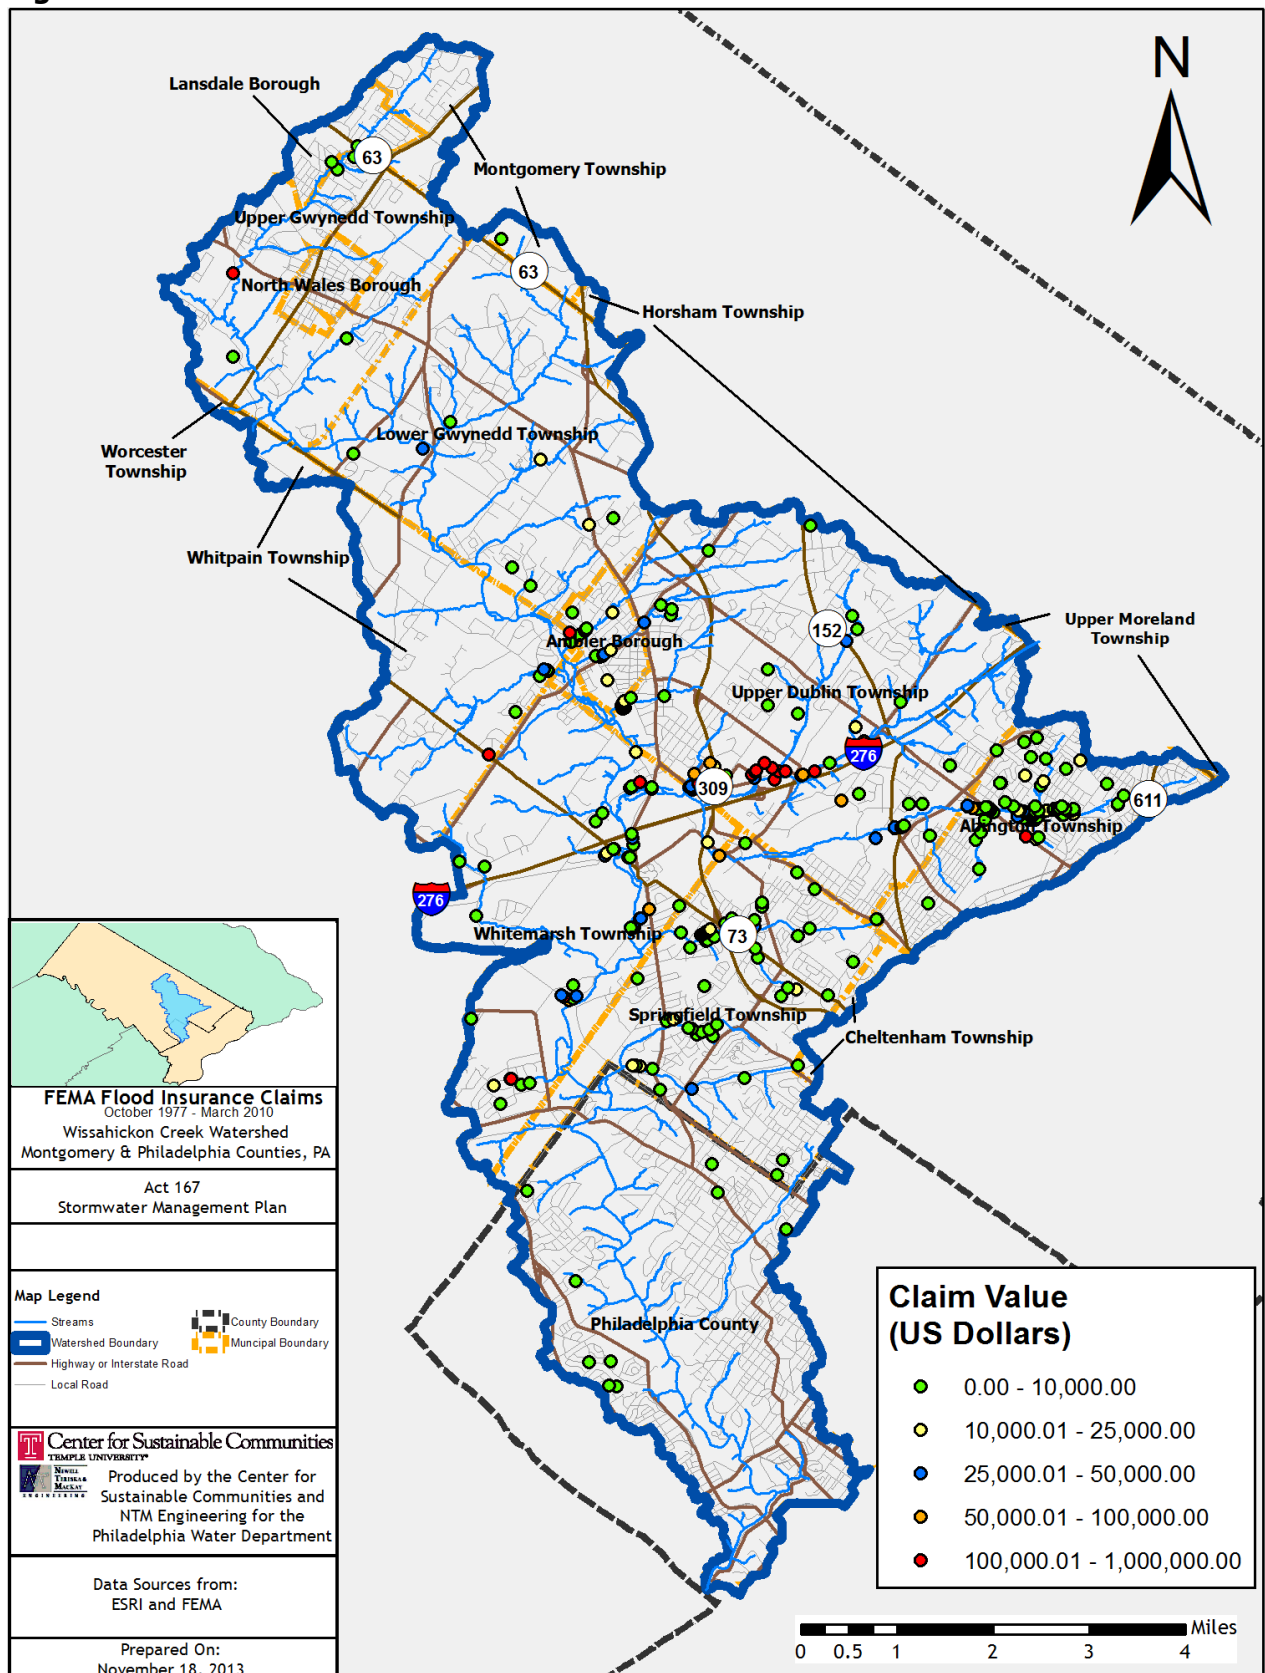 N
Lansdale Borough
63
Montgomery Township
Upper Gwynedd Township
63
North Wales Borough
Horsham Township
Lower Gwynedd Township
Worcester
Township
Whitpain Township
Upper Moreland
Township
152
Ambler Borough
Upper Dublin Township
276
309
611
Abington Township
276
Whitemarsh Township
73
Springfield Township
Cheltenham Township
Philadelphia County
FEMA Flood Insurance Claims
October 1977 - March 2010
Wissahickon Creek Watershed
Montgomery & Philadelphia Counties, PA
Act 167
Stormwater Management Plan
Map Legend
Streams
County Boundary
Watershed Boundary
Muncipal Boundary
Highway or Interstate Road
Local Road
Center for Sustainable Communities
TEMPLE UNIVERSITY
Newell
Tereska &
Mackay
ENGINEERING
Produced by the Center for
Sustainable Communities and
NTM Engineering for the
Philadelphia Water Department
Data Sources from:
ESRI and FEMA
Prepared On:
November 18, 2013
Claim Value
(US Dollars)
0.00 - 10,000.00
10,000.01 - 25,000.00
25,000.01 - 50,000.00
50,000.01 - 100,000.00
100,000.01 - 1,000,000.00
Miles
0 0.5 1 2 3 4